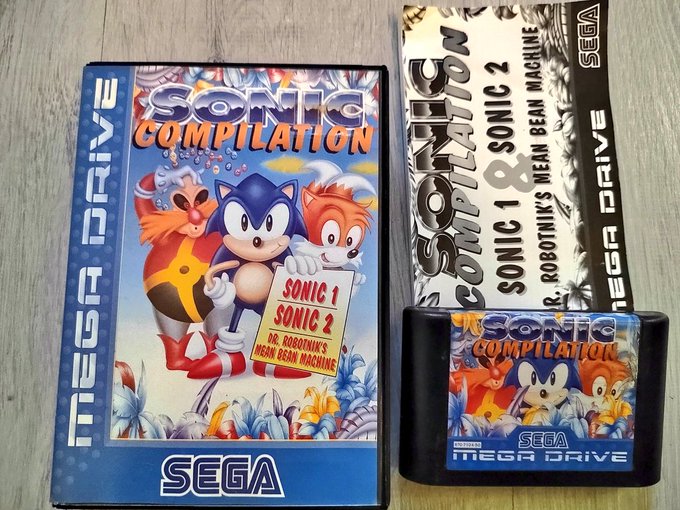 MEGA DRIVE
SONIC
COMPILATION
SONIC 1
SONIC 2
DR. ROBOTNIK'S
MEAN BEAN MACHINE
SEGA
SONIC
COMPILATION
SONIC 1
& SONIC 2
DR. ROBOTNIK'S MEAN BEAN MACHINE
SEGA
MEGA DRIVE
SONIC
COMPILATION
SEGA
MEGA DRIVE